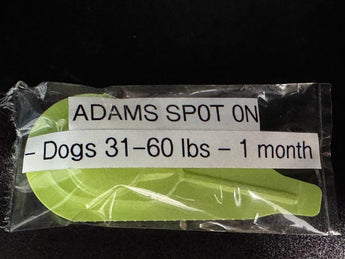 ADAMS SPOT ON
- Dogs 31-60 lbs - 1 month